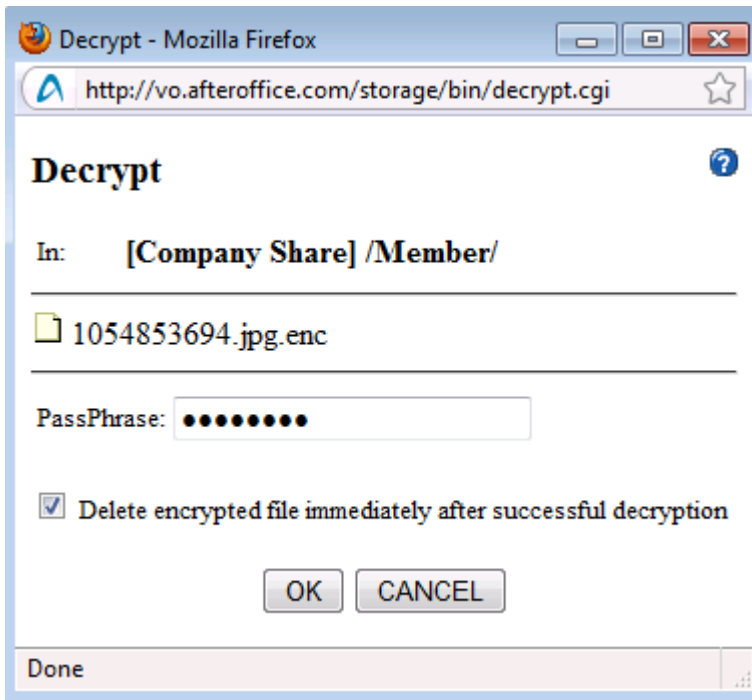 Decrypt - Mozilla Firefox
http://vo.afteroffice.com/storage/bin/decrypt.cgi
Decrypt
In: [Company Share] /Member/
1054853694.jpg.enc
PassPhrase: ●●●●●●●●
Delete encrypted file immediately after successful decryption
OK CANCEL
Done